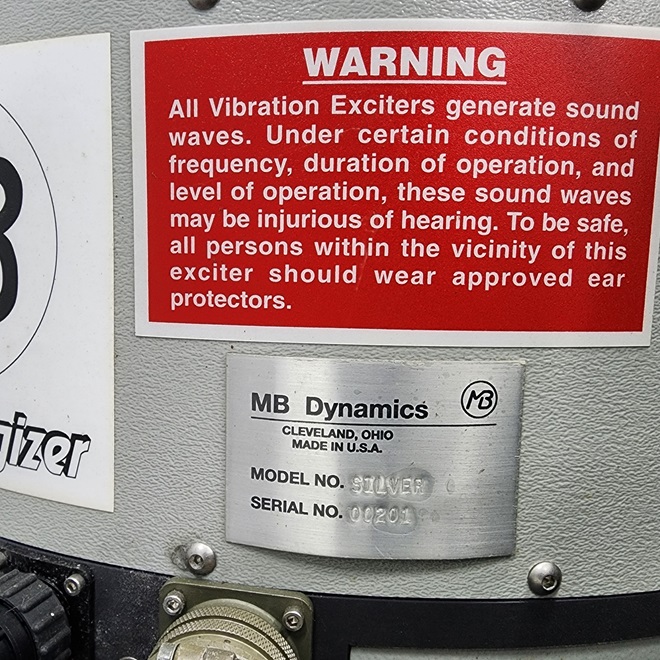 WARNING
All Vibration Exciters generate sound
waves. Under certain conditions of
frequency, duration of operation, and
level of operation, these sound waves
may be injurious of hearing. To be safe,
all persons within the vicinity of this
exciter should wear approved ear
protectors.
gizer
MB Dynamics MB
CLEVELAND, OHIO
MADE IN U.S.A.
MODEL NO. SILVER
SERIAL NO. 00201